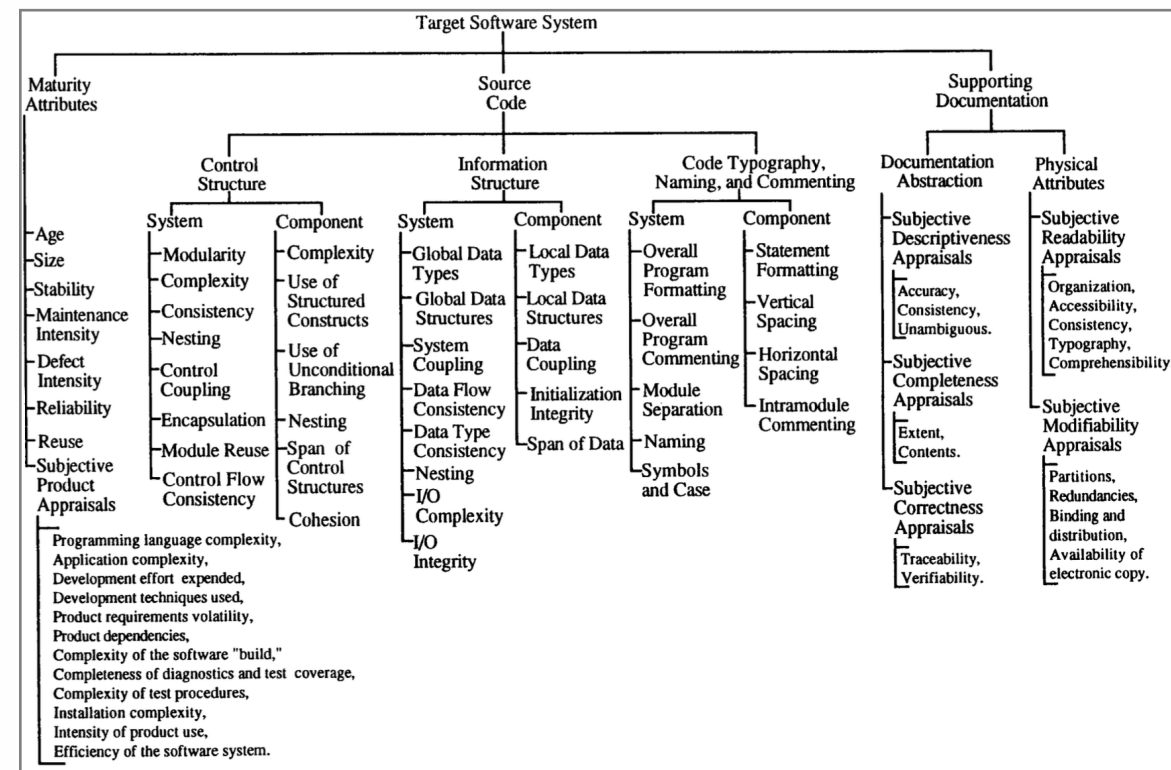 Target Software System
Maturity
Attributes
Source
Code
Supporting
Documentation
Control
Structure
Information
Structure
Code Typography,
Naming, and Commenting
Documentation
Abstraction
Physical
Attributes
Age
Size
Stability
Maintenance
Intensity
Defect
Intensity
Reliability
Reuse
Subjective
Product
Appraisals
Programming language complexity,
Application complexity,
Development effort expended,
Development techniques used,
Product requirements volatility,
Product dependencies,
Complexity of the software "build,"
Completeness of diagnostics and test coverage,
Complexity of test procedures,
Installation complexity,
Intensity of product use,
Efficiency of the software system.
System
Modularity
Complexity
Consistency
Nesting
Control
Coupling
Encapsulation
Module Reuse
Control Flow
Consistency
Component
Complexity
Use of
Structured
Constructs
Use of
Unconditional
Branching
Nesting
Span of
Control
Structures
Cohesion
System
Global Data
Types
Global Data
Structures
System
Coupling
Data Flow
Consistency
Data Type
Consistency
Nesting
I/O
Complexity
I/O
Integrity
Component
Local Data
Types
Local Data
Structures
Data
Coupling
Initialization
Integrity
Span of Data
System
Overall
Program
Formatting
Overall
Program
Commenting
Module
Separation
Naming
Symbols
and Case
Component
Statement
Formatting
Vertical
Spacing
Horizontal
Spacing
Intramodule
Commenting
Subjective
Descriptiveness
Appraisals
Accuracy,
Consistency,
Unambiguous.
Subjective
Completeness
Appraisals
Extent,
Contents.
Subjective
Correctness
Appraisals
Traceability,
Verifiability.
Subjective
Readability
Appraisals
Organization,
Accessibility,
Consistency,
Typography,
Comprehensibility.
Subjective
Modifiability
Appraisals
Partitions,
Redundancies,
Binding and
distribution,
Availability of
electronic copy.